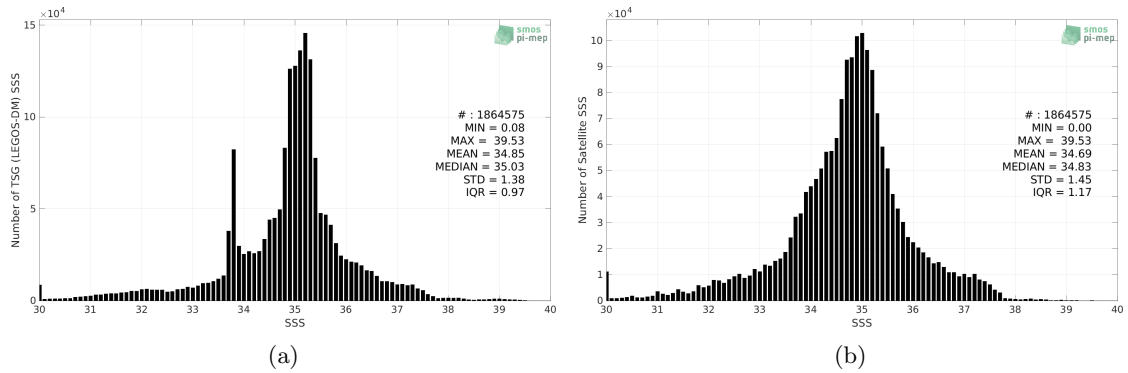 ×10⁴
smos
pi-mep
Number of TSG (LEGOS-DM) SSS
15
10
5
0
# : 1864575
MIN = 0.08
MAX = 39.53
MEAN = 34.85
MEDIAN = 35.03
STD = 1.38
IQR = 0.97
30 31 32 33 34 35 36 37 38 39 40
SSS
(a)
×10⁴
smos
pi-mep
Number of Satellite SSS
10
9
8
7
6
5
4
3
2
1
0
# : 1864575
MIN = 0.00
MAX = 39.53
MEAN = 34.69
MEDIAN = 34.83
STD = 1.45
IQR = 1.17
30 31 32 33 34 35 36 37 38 39 40
SSS
(b)